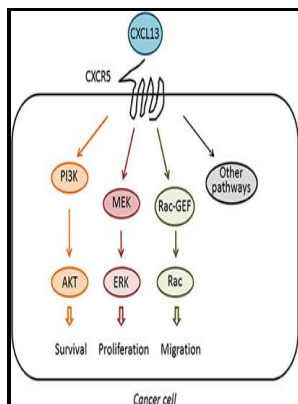 CXCL13
CXCR5
PI3K
MEK
Rac-GEF
Other
pathways
AKT
ERK
Rac
Survival
Proliferation
Migration
Cancer cell